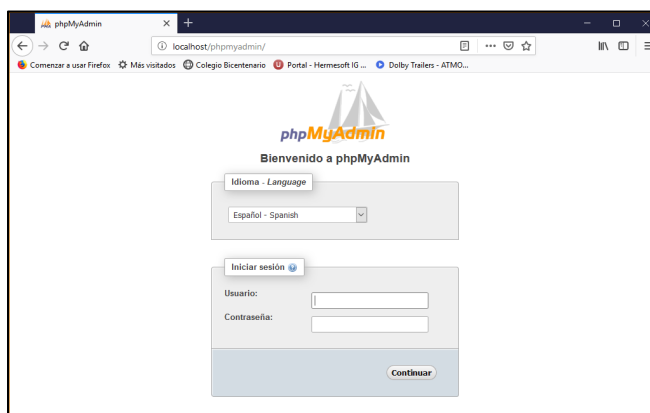 phpMyAdmin
localhost/phpmyadmin/
Comenzar a usar Firefox Más visitados Colegio Bicentenario Portal - Hermesoft IG ... Dolby Trailers - ATMO...
phpMyAdmin
Bienvenido a phpMyAdmin
Idioma - Language
Español - Spanish
Iniciar sesión
Usuario:
Contraseña:
Continuar